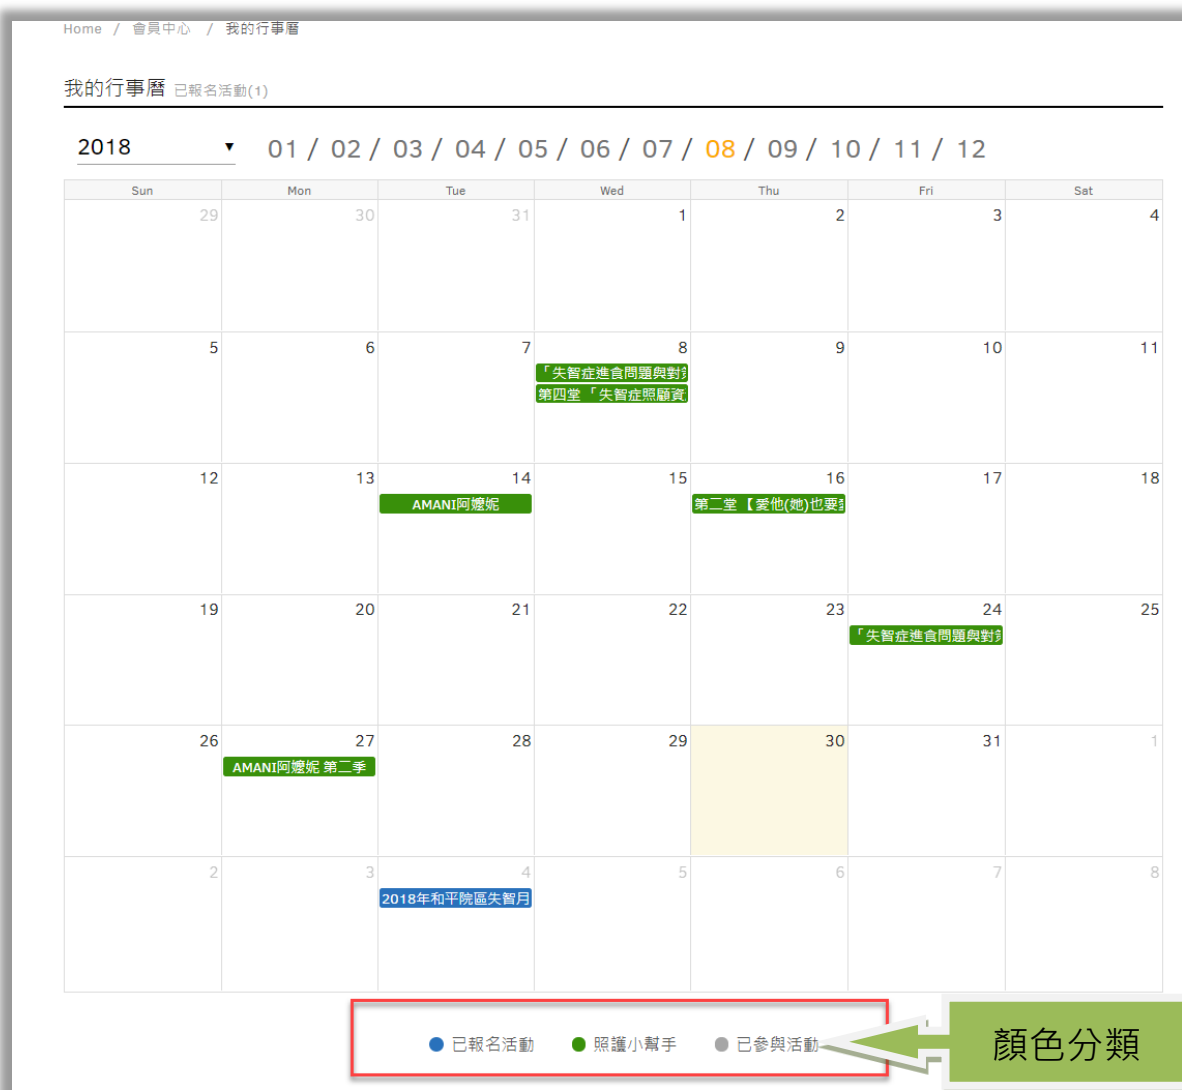 Home / 會員中心 / 我的行事曆
我的行事曆 已報名活動(1)
2018 ▼ 01 / 02 / 03 / 04 / 05 / 06 / 07 / 08 / 09 / 10 / 11 / 12
Sun Mon Tue Wed Thu Fri Sat
29 30 31 1 2 3 4
5 6 7 8 9 10 11
「失智症進食問題與對
第四堂「失智症照顧資
12 13 14 15 16 17 18
AMANI阿嬤妮 第二堂【愛他(她)也要
19 20 21 22 23 24 25
「失智症進食問題與對
26 27 28 29 30 31 1
AMANI阿嬤妮 第二季
2 3 4 5 6 7 8
2018年和平院區失智月
已報名活動 照護小幫手 已參與活動
顏色分類